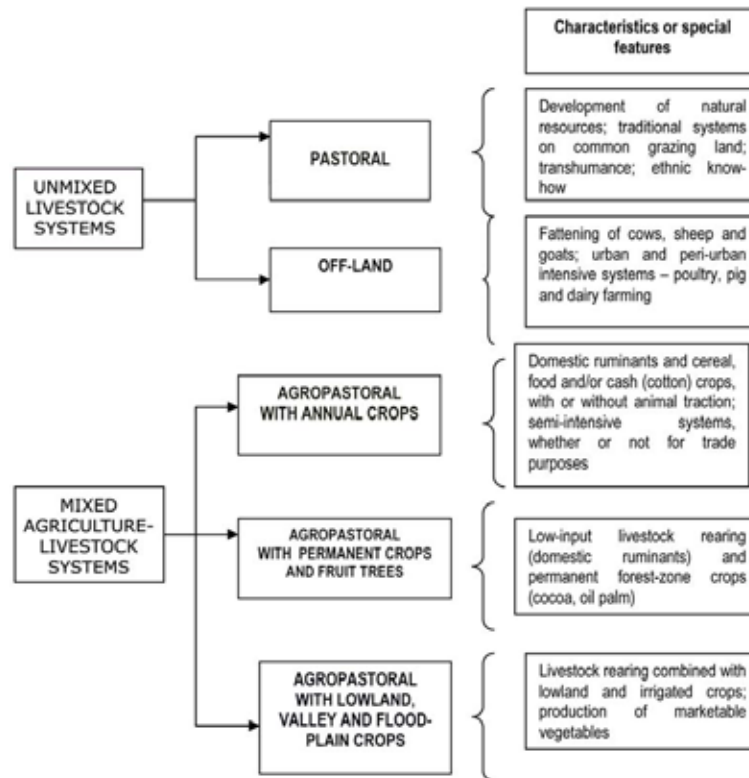 Characteristics or special
features
UNMIXED
LIVESTOCK
SYSTEMS
PASTORAL
Development of natural
resources; traditional systems
on common grazing land;
transhumance; ethnic know-
how
OFF-LAND
Fattening of cows, sheep and
goats; urban and peri-urban
intensive systems – poultry, pig
and dairy farming
MIXED
AGRICULTURE-
LIVESTOCK
SYSTEMS
AGROPASTORAL
WITH ANNUAL CROPS
Domestic ruminants and cereal,
food and/or cash (cotton) crops,
with or without animal traction;
semi-intensive systems,
whether or not for trade
purposes
AGROPASTORAL
WITH PERMANENT CROPS
AND FRUIT TREES
Low-input livestock rearing
(domestic ruminants) and
permanent forest-zone crops
(cocoa, oil palm)
AGROPASTORAL
WITH LOWLAND,
VALLEY AND FLOOD-
PLAIN CROPS
Livestock rearing combined with
lowland and irrigated crops;
production of marketable
vegetables